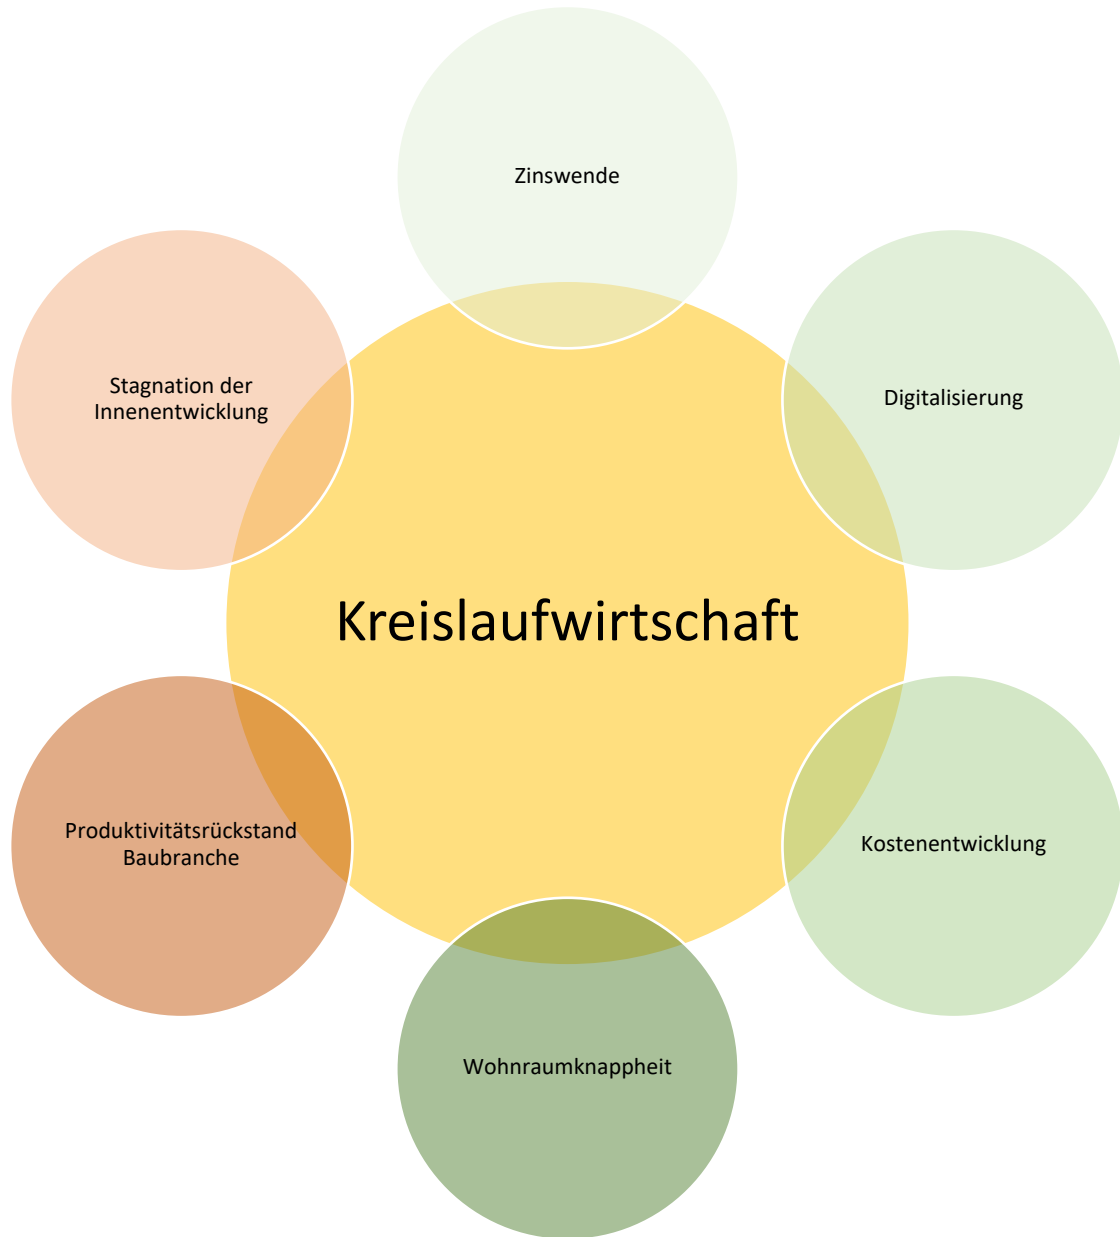 Zinswende
Stagnation der
Innenentwicklung
Digitalisierung
Kreislaufwirtschaft
Produktivitätsrückstand
Baubranche
Kostenentwicklung
Wohnraumknappheit